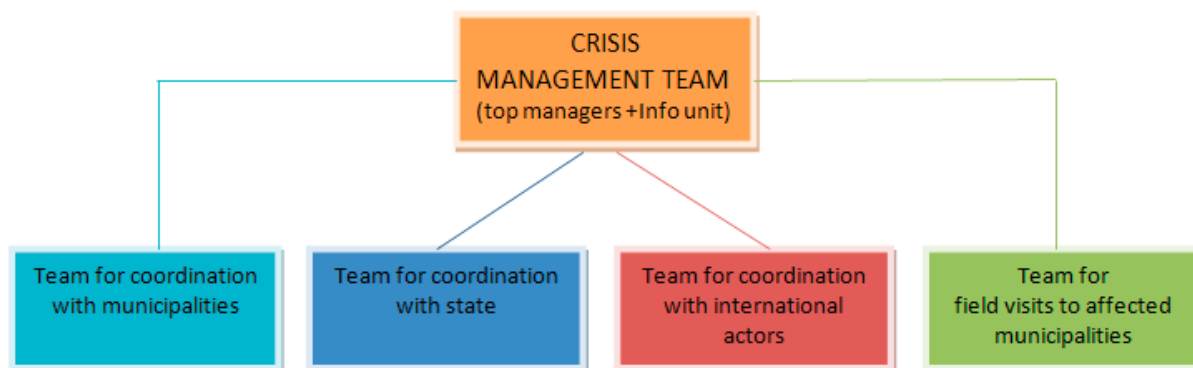 CRISIS
MANAGEMENT TEAM
(top managers +Info unit)
Team for coordination
with municipalities
Team for coordination
with state
Team for coordination
with international
actors
Team for
field visits to affected
municipalities